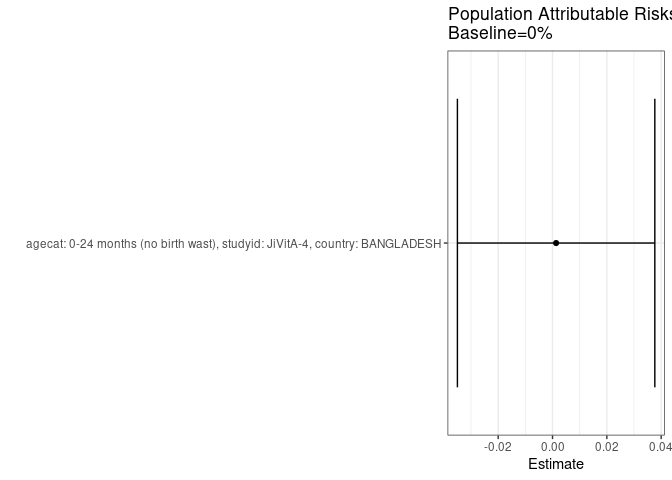 Population Attributable Risks
Baseline=0%
agecat: 0-24 months (no birth wast), studyid: JiVitA-4, country: BANGLADESH
-0.02 0.00 0.02 0.04
Estimate